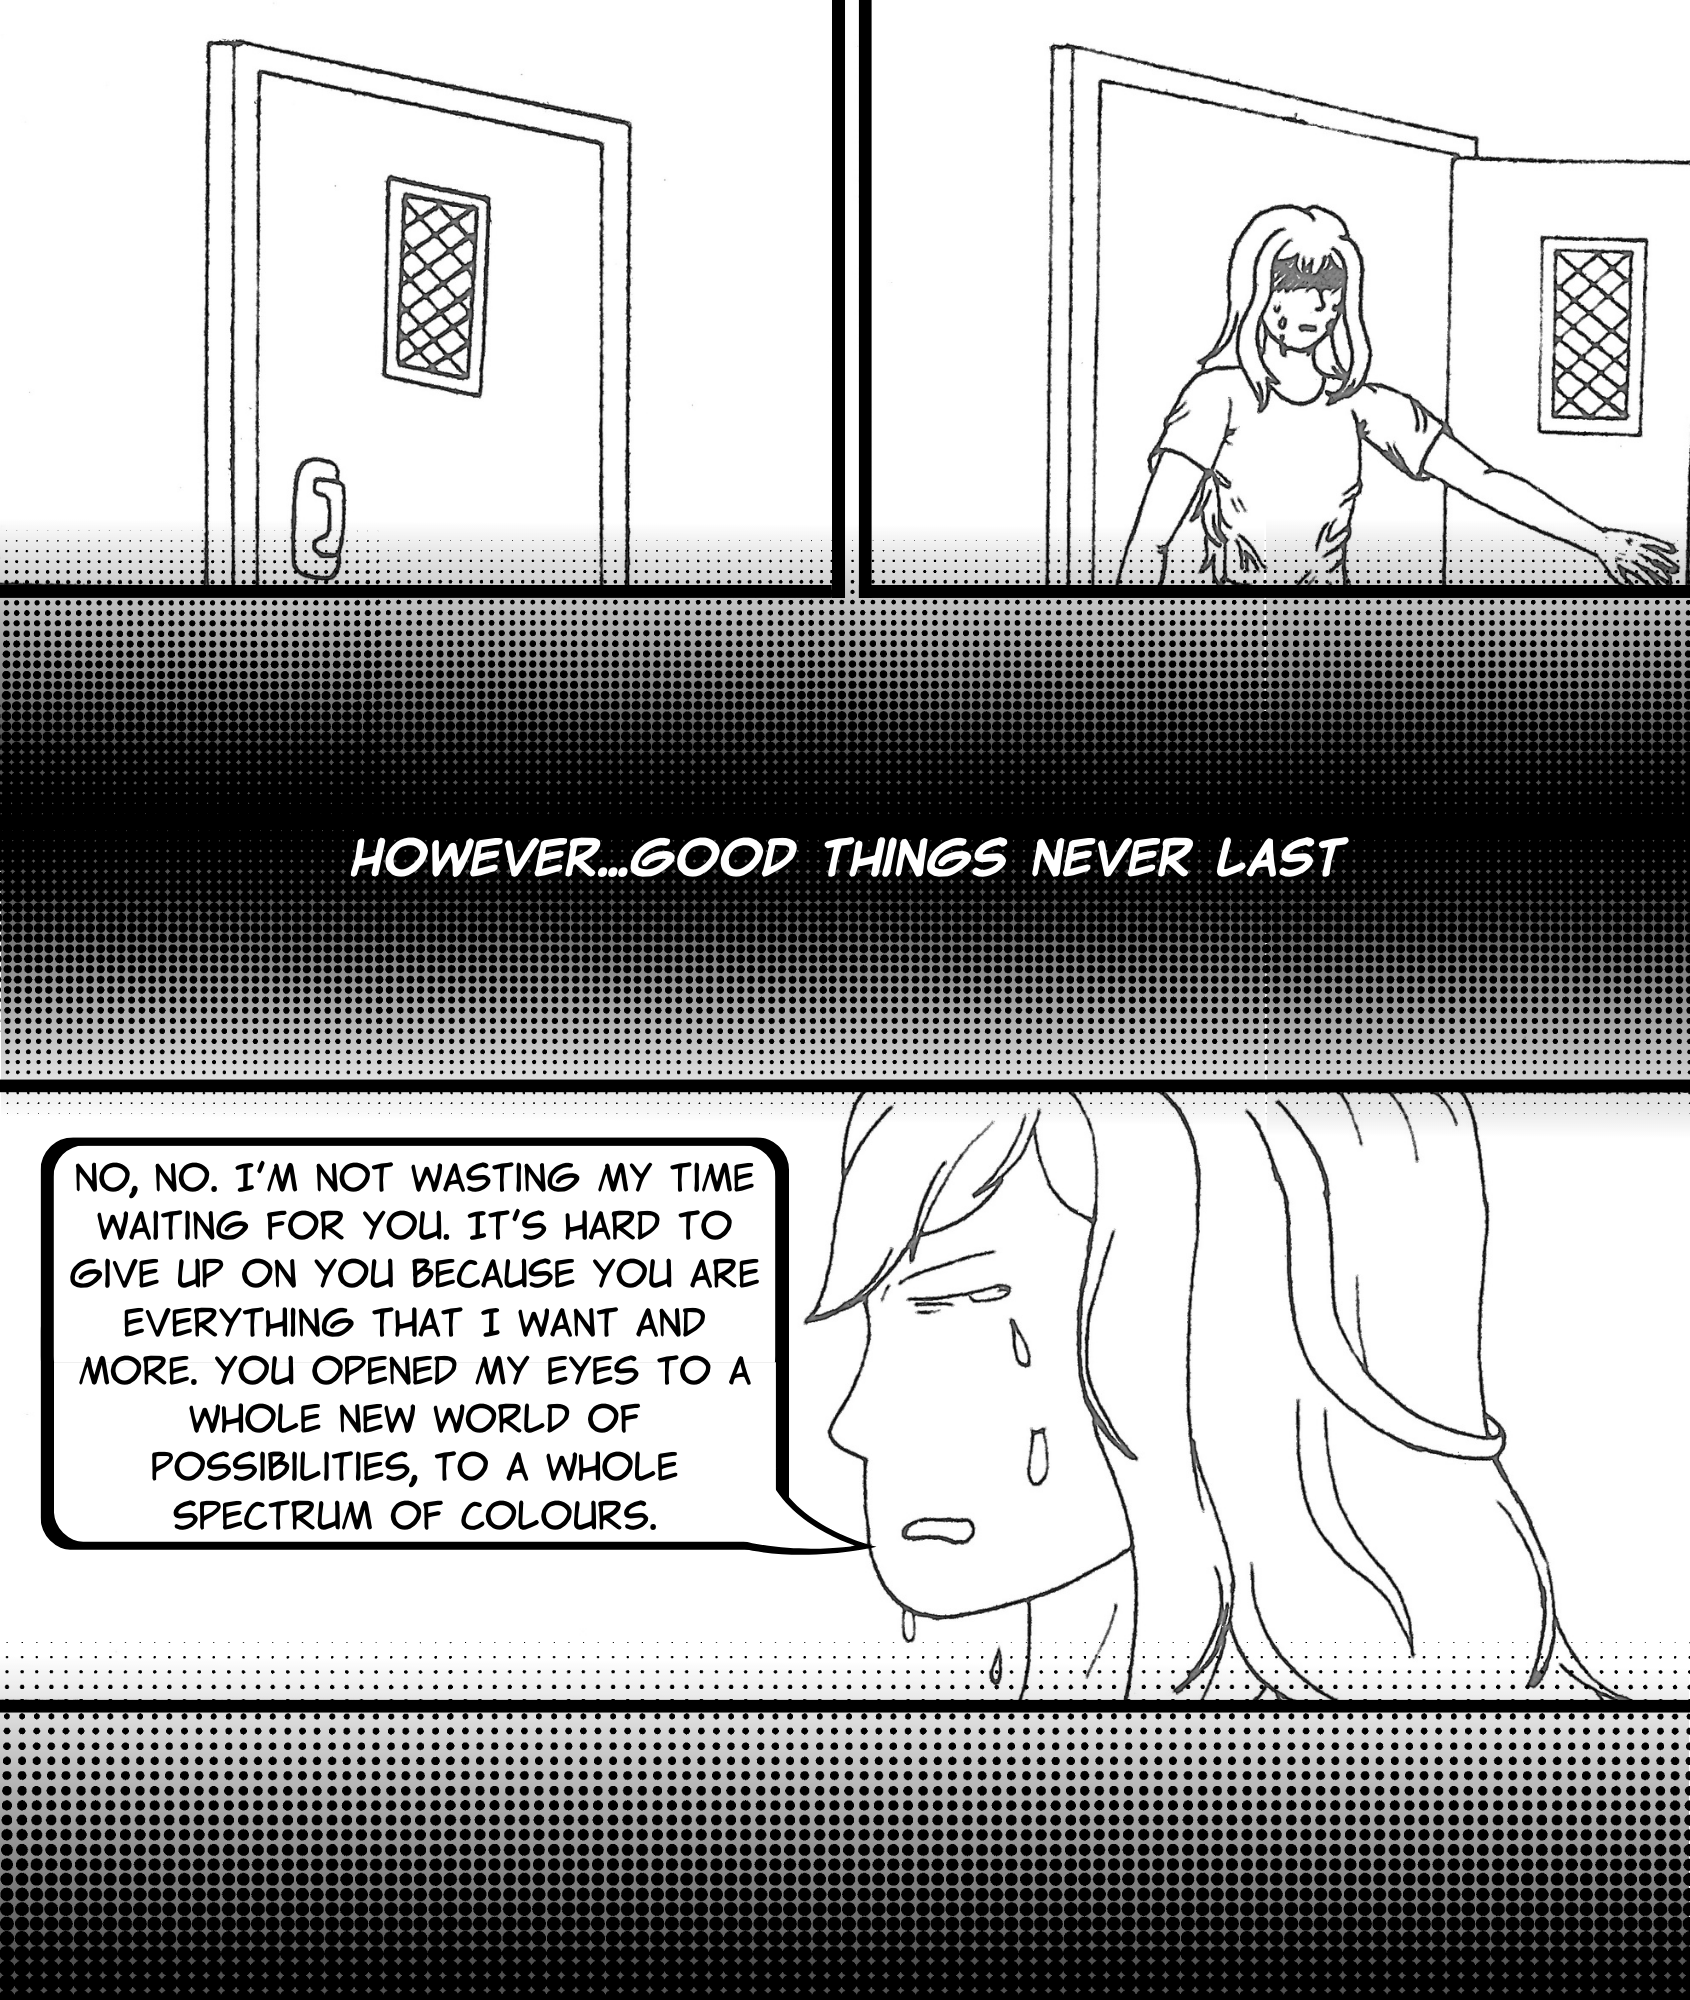 HOWEVER...GOOD THINGS NEVER LAST
NO, NO. I'M NOT WASTING MY TIME
WAITING FOR YOU. IT'S HARD TO
GIVE UP ON YOU BECAUSE YOU ARE
EVERYTHING THAT I WANT AND
MORE. YOU OPENED MY EYES TO A
WHOLE NEW WORLD OF
POSSIBILITIES, TO A WHOLE
SPECTRUM OF COLOURS.